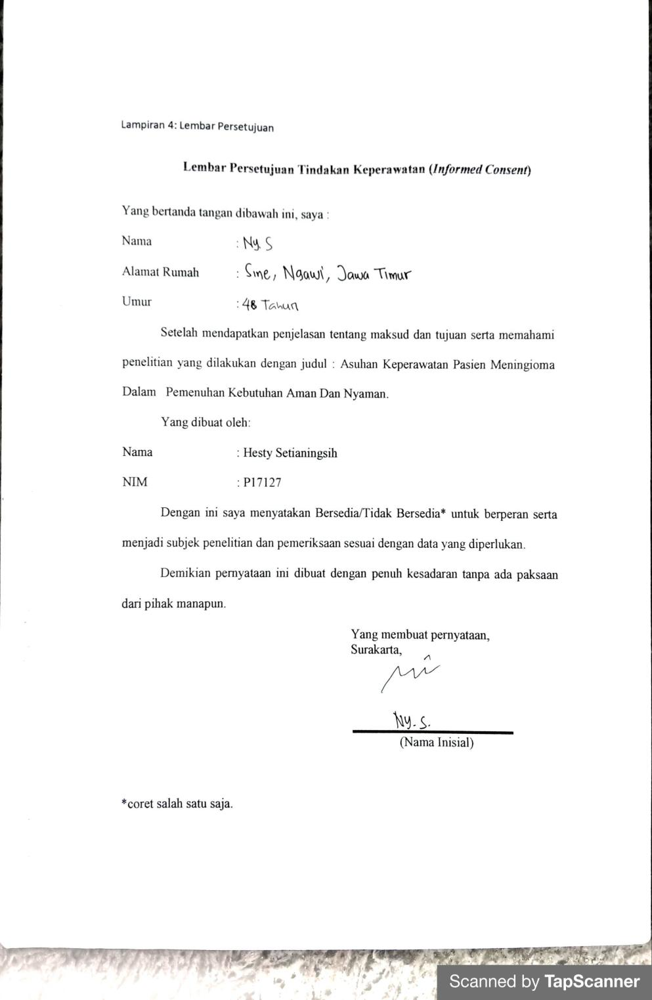 Lampiran 4: Lembar Persetujuan
Lembar Persetujuan Tindakan Keperawatan (Informed Consent)
Yang bertanda tangan dibawah ini, saya :
Nama : Ny. S
Alamat Rumah : Sine, Ngawi, Jawa Timur
Umur : 48 Tahun
Setelah mendapatkan penjelasan tentang maksud dan tujuan serta memahami
penelitian yang dilakukan dengan judul : Asuhan Keperawatan Pasien Meningioma
Dalam Pemenuhan Kebutuhan Aman Dan Nyaman.
Yang dibuat oleh:
Nama : Hesty Setianingsih
NIM : P17127
Dengan ini saya menyatakan Bersedia/Tidak Bersedia* untuk berperan serta
menjadi subjek penelitian dan pemeriksaan sesuai dengan data yang diperlukan.
Demikian pernyataan ini dibuat dengan penuh kesadaran tanpa ada paksaan
dari pihak manapun.
Yang membuat pernyataan,
Surakarta,
Ny. S.
(Nama Inisial)
*coret salah satu saja.
Scanned by TapScanner